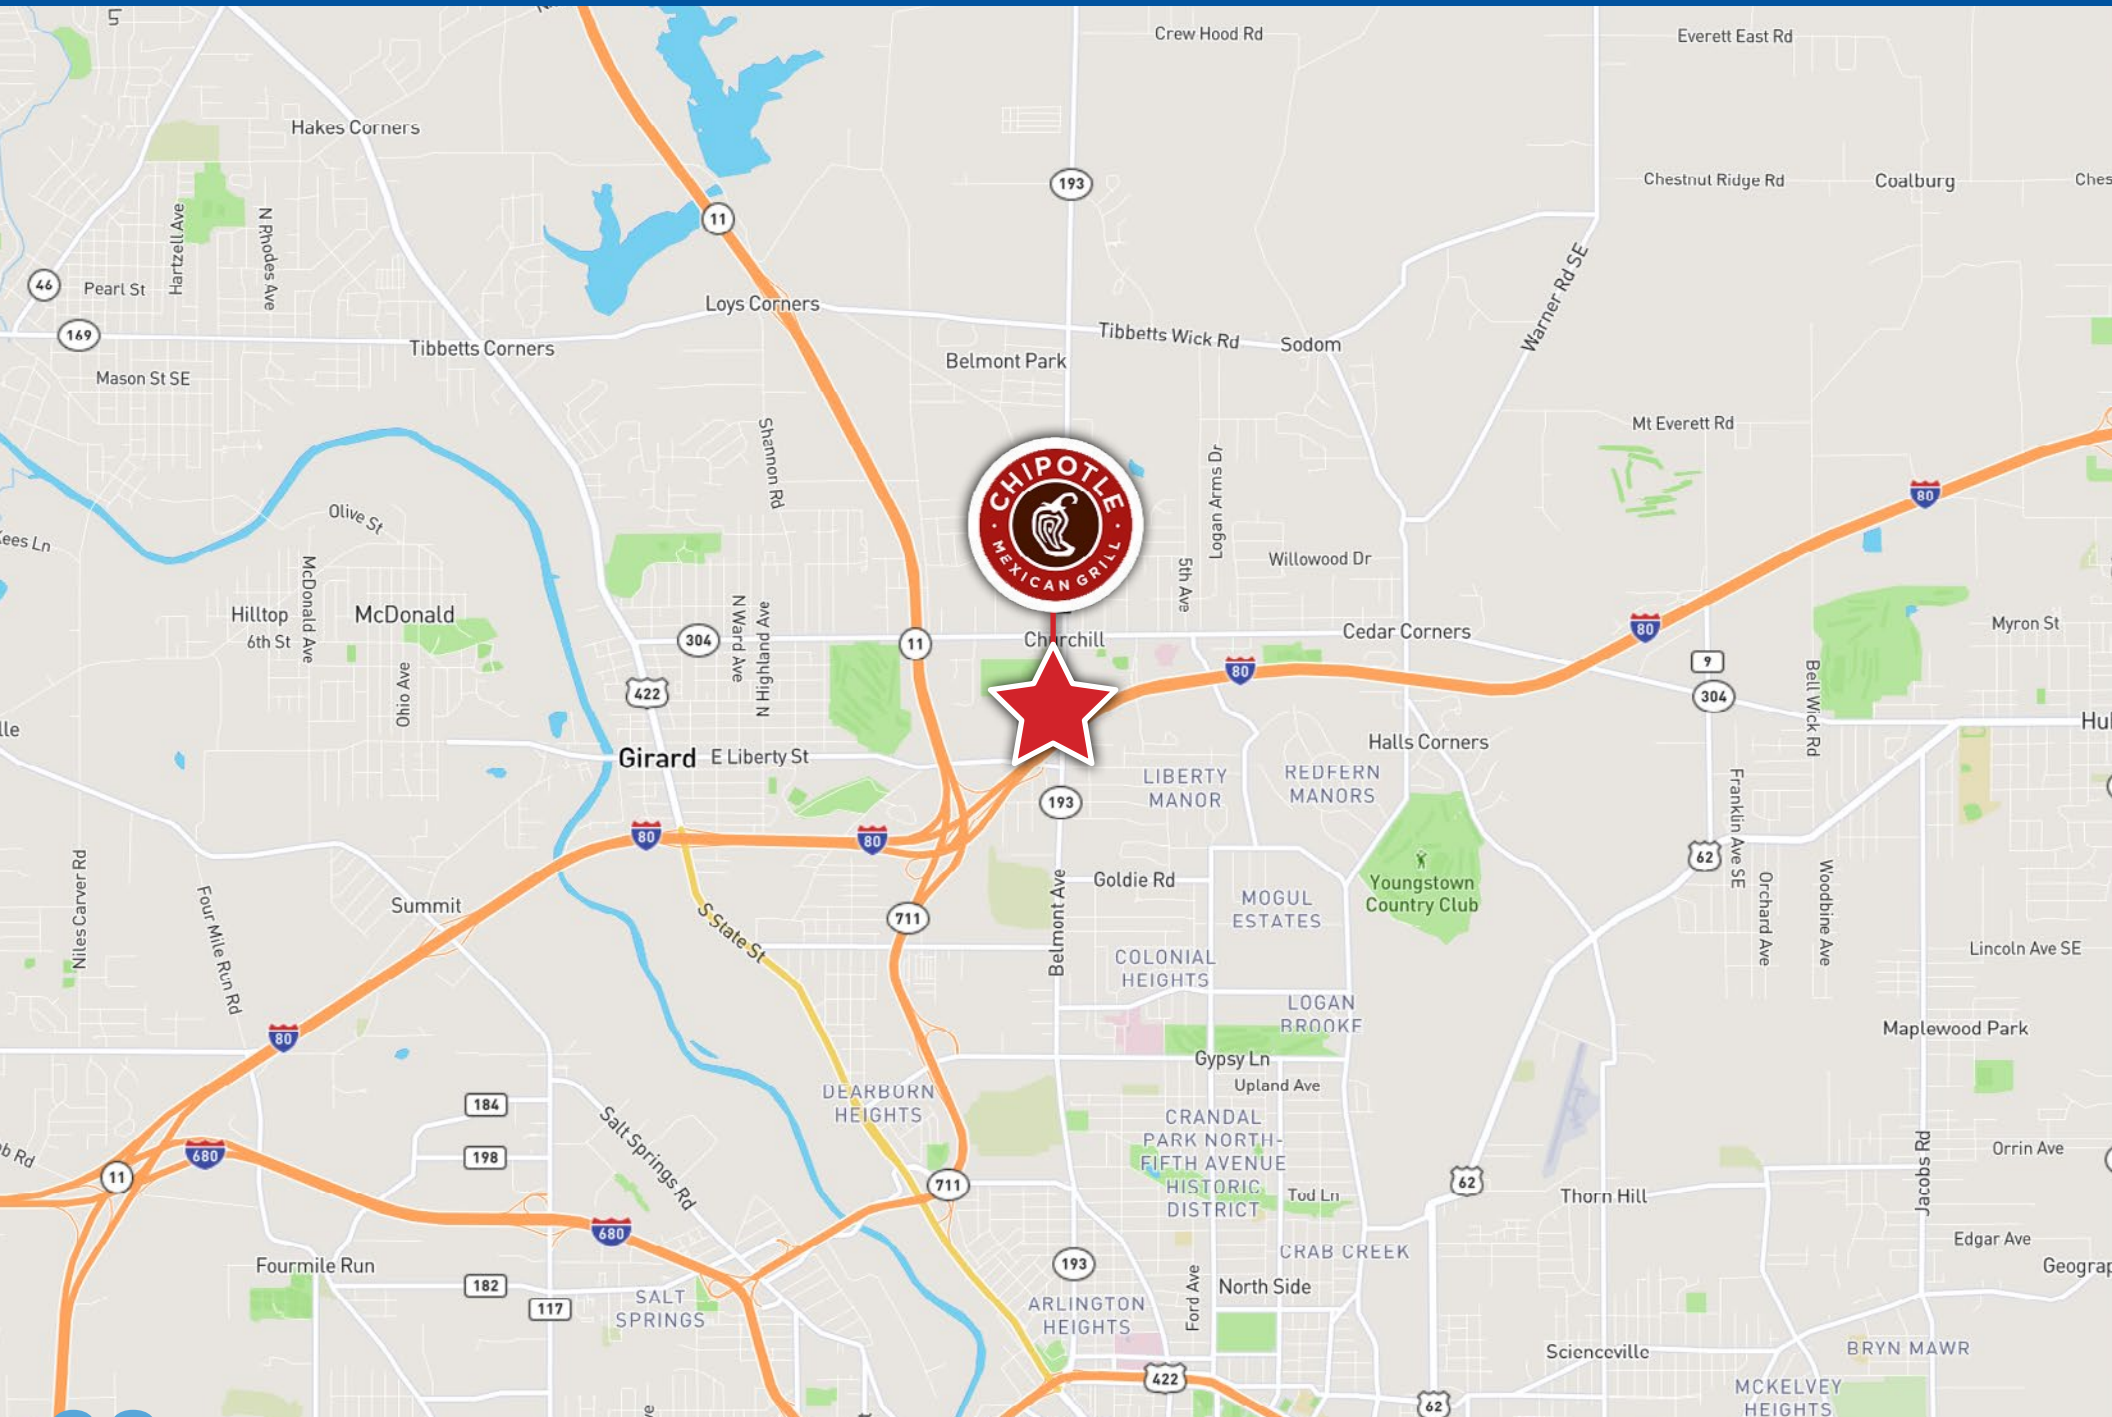 Crew Hood Rd
Everett East Rd
Hakes Corners
193
Chestnut Ridge Rd
Coalburg
Hartzell Ave
N Rhodes Ave
11
46
Pearl St
Loys Corners
Warner Rd SE
169
Tibbetts Corners
Tibbetts Wick Rd
Sodom
Belmont Park
Mason St SE
Shannon Rd
Mt Everett Rd
CHIPOTLE
MEXICAN GRILL
Logan Arms Dr
80
Olive St
ees Ln
McDonald Ave
Willowood Dr
5th Ave
Hilltop
McDonald
6th St
N Ward Ave
N Highland Ave
304
11
Churchill
Cedar Corners
80
Myron St
Ohio Ave
422
80
9
304
Bell Wick Rd
Girard
E Liberty St
Halls Corners
LIBERTY
MANOR
REDFERN
MANORS
193
Franklin Ave SE
80
80
62
Niles Carver Rd
Four Mile Run Rd
Summit
S State St
711
Belmont Ave
Goldie Rd
MOGUL
ESTATES
Youngstown
Country Club
Orchard Ave
Woodbine Ave
COLONIAL
HEIGHTS
Lincoln Ave SE
LOGAN
BROOKE
80
Maplewood Park
Gypsy Ln
Upland Ave
184
DEARBORN
HEIGHTS
Salt Springs Rd
CRANDAL
PARK NORTH-
FIFTH AVENUE
HISTORIC
DISTRICT
198
680
11
b Rd
711
Tod Ln
62
Thorn Hill
Jacobs Rd
Orrin Ave
680
CRAB CREEK
Edgar Ave
Fourmile Run
193
182
117
SALT
SPRINGS
ARLINGTON
HEIGHTS
Ford Ave
North Side
Scienceville
BRYN MAWR
422
62
MCKELVEY
HEIGHTS